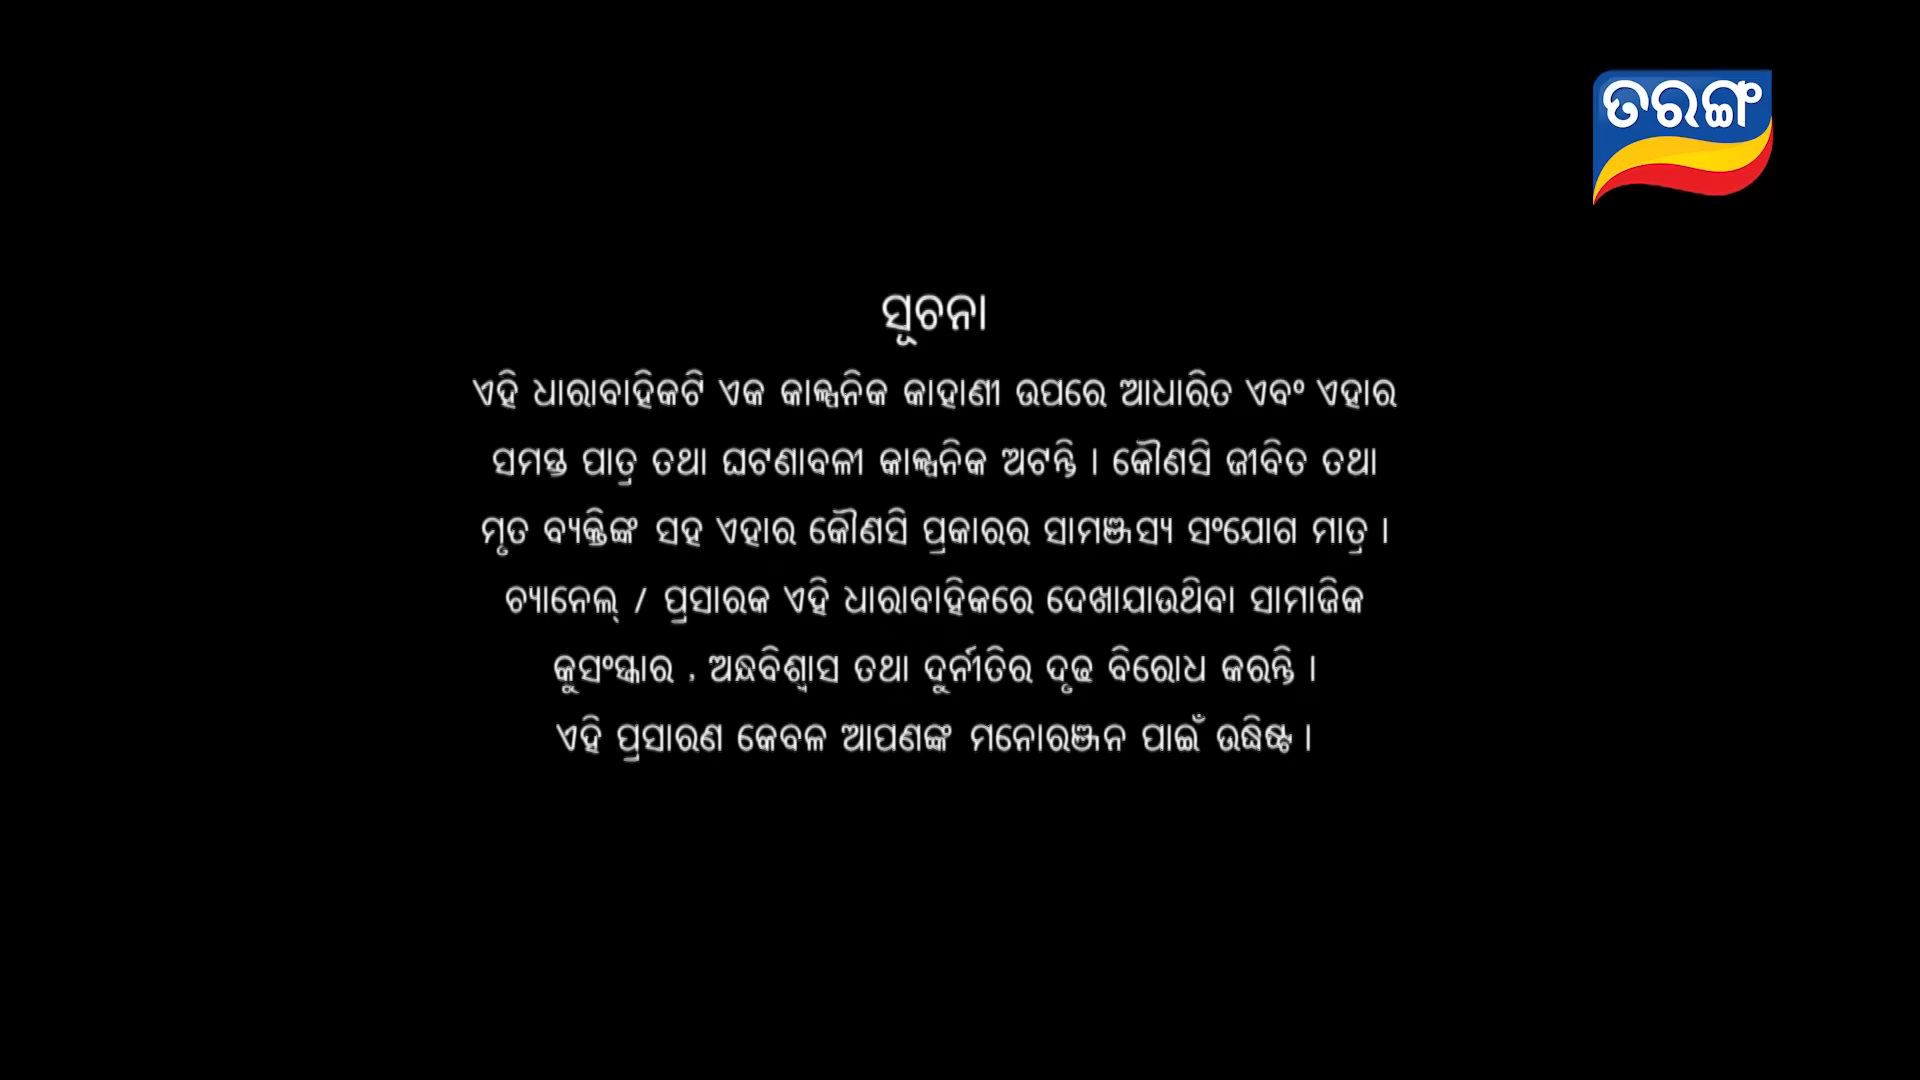 ତରଙ୍ଗ
ସୂଚନା
ଏହି ଧାରାବାହିକଟି ଏକ କାଳ୍ପନିକ କାହାଣୀ ଉପରେ ଆଧାରିତ ଏବଂ ଏହାର
ସମସ୍ତ ପାତ୍ର ତଥା ଘଟଣାବଳୀ କାଳ୍ପନିକ ଅଟନ୍ତି । କୌଣସି ଜୀବିତ ତଥା
ମୃତ ବ୍ୟକ୍ତିଙ୍କ ସହ ଏହାର କୌଣସି ପ୍ରକାରର ସାମଞ୍ଜସ୍ୟ ସଂଯୋଗ ମାତ୍ର ।
ଚ୍ୟାନେଲ୍ / ପ୍ରସାରକ ଏହି ଧାରାବାହିକରେ ଦେଖାଯାଉଥିବା ସାମାଜିକ
କୁସଂସ୍କାର , ଅନ୍ଧବିଶ୍ୱାସ ତଥା ଦୁର୍ନୀତିର ଦୃଢ ବିରୋଧ କରନ୍ତି ।
ଏହି ପ୍ରସାରଣ କେବଳ ଆପଣଙ୍କ ମନୋରଞ୍ଜନ ପାଇଁ ଉଦ୍ଧିଷ୍ଟ ।